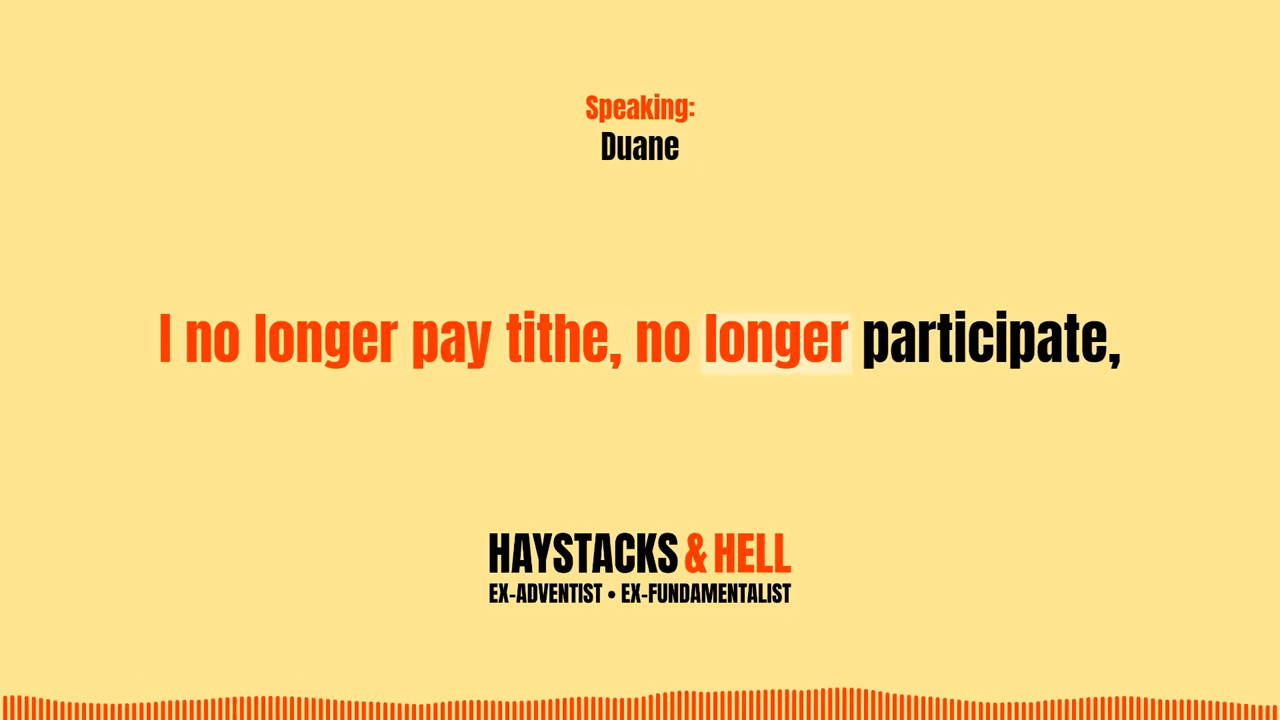 Speaking:
Duane
I no longer pay tithe, no longer participate,
HAYSTACKS & HELL
EX-ADVENTIST • EX-FUNDAMENTALIST